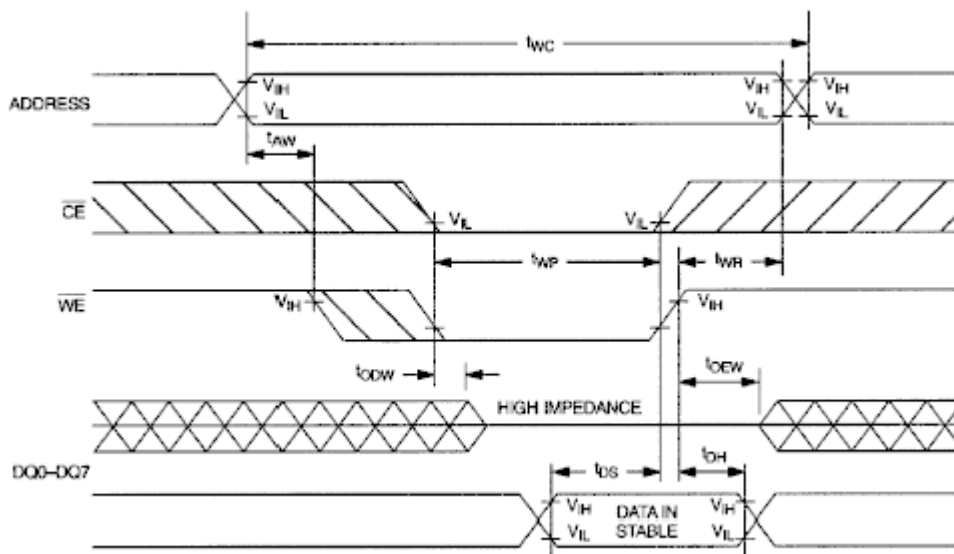 tWC
ADDRESS
VIH
VIL
VIH
VIL
VIH
VIL
tAW
CE
VIL
VIL
tWP
tWR
WE
VIH
VIH
tODW
tOEW
HIGH IMPEDANCE
DQ0–DQ7
tDS
tDH
VIH
VIL
DATA IN
STABLE
VIH
VIL